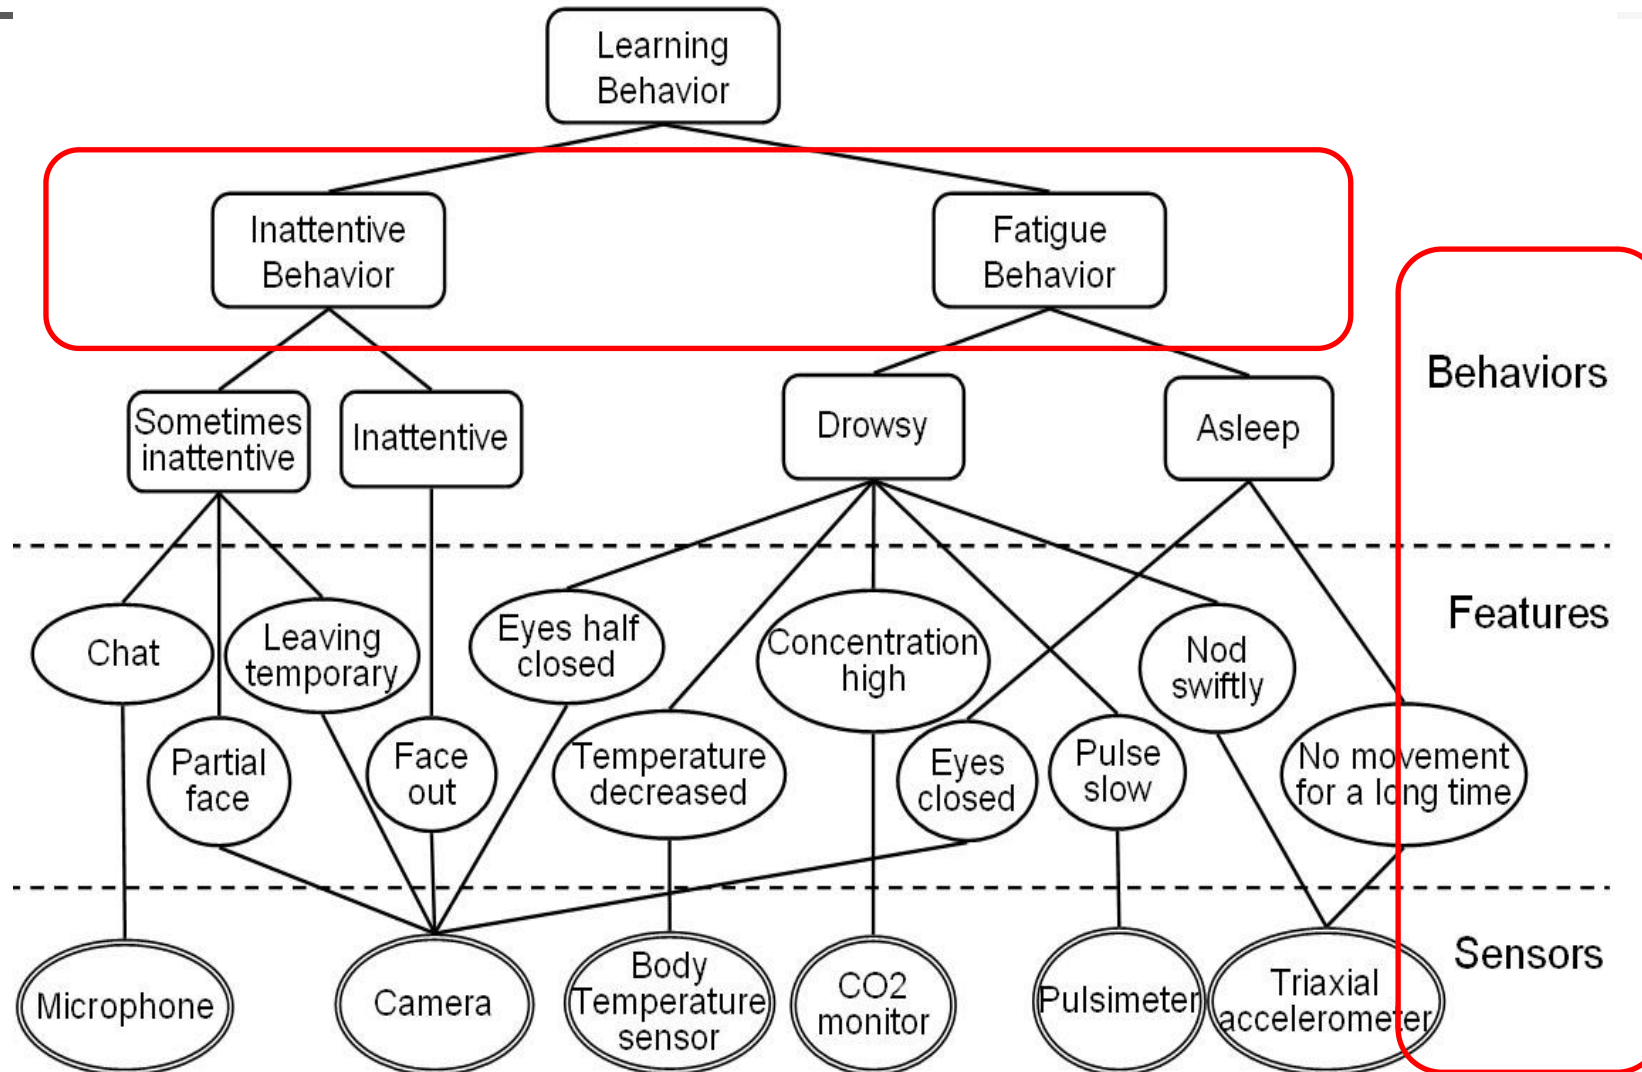 Learning
Behavior
Inattentive
Behavior
Fatigue
Behavior
Behaviors
Sometimes
inattentive
Inattentive
Drowsy
Asleep
Features
Chat
Leaving
temporary
Eyes half
closed
Concentration
high
Nod
swiftly
Partial
face
Face
out
Temperature
decreased
Eyes
closed
Pulse
slow
No movement
for a long time
Sensors
Microphone
Camera
Body
Temperature
sensor
CO2
monitor
Pulsimeter
Triaxial
accelerometer